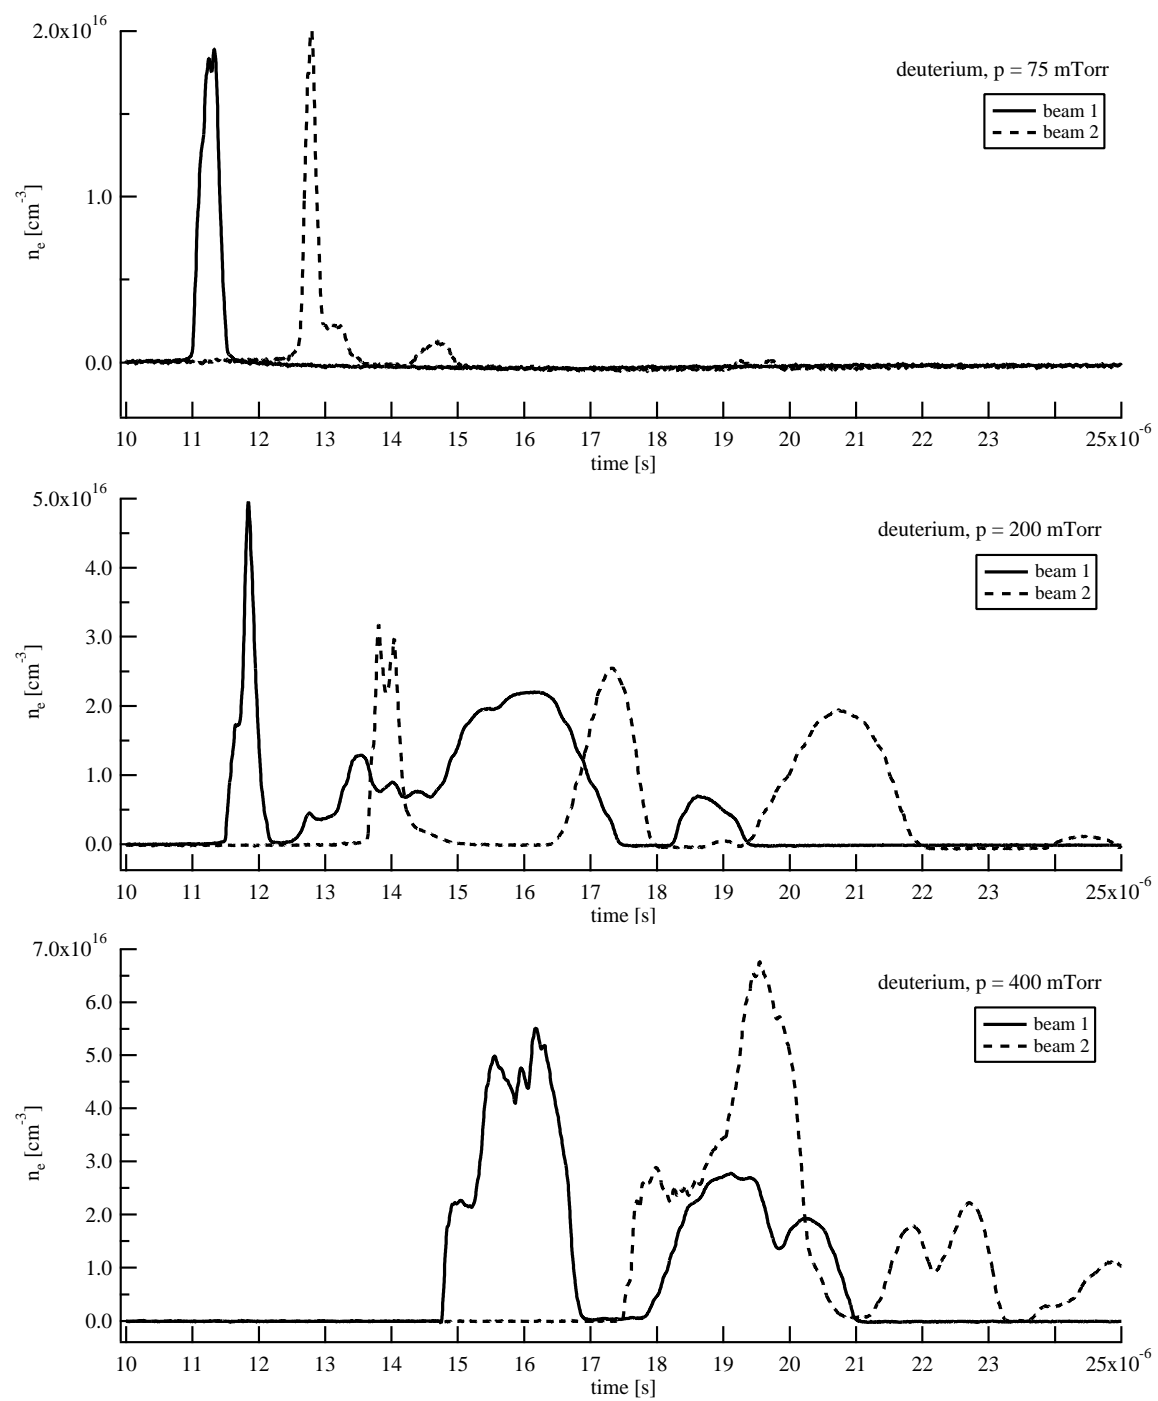 2.0x10^16
deuterium, p = 75 mTorr
beam 1
beam 2
1.0
n_e [cm^-3]
0.0
10 11 12 13 14 15 16 17 18 19 20 21 22 23 25x10^-6
time [s]
5.0x10^16
deuterium, p = 200 mTorr
beam 1
beam 2
4.0
3.0
n_e [cm^-3]
2.0
1.0
0.0
10 11 12 13 14 15 16 17 18 19 20 21 22 23 25x10^-6
time [s]
7.0x10^16
deuterium, p = 400 mTorr
beam 1
beam 2
6.0
5.0
4.0
n_e [cm^-3]
3.0
2.0
1.0
0.0
10 11 12 13 14 15 16 17 18 19 20 21 22 23 25x10^-6
time [s]